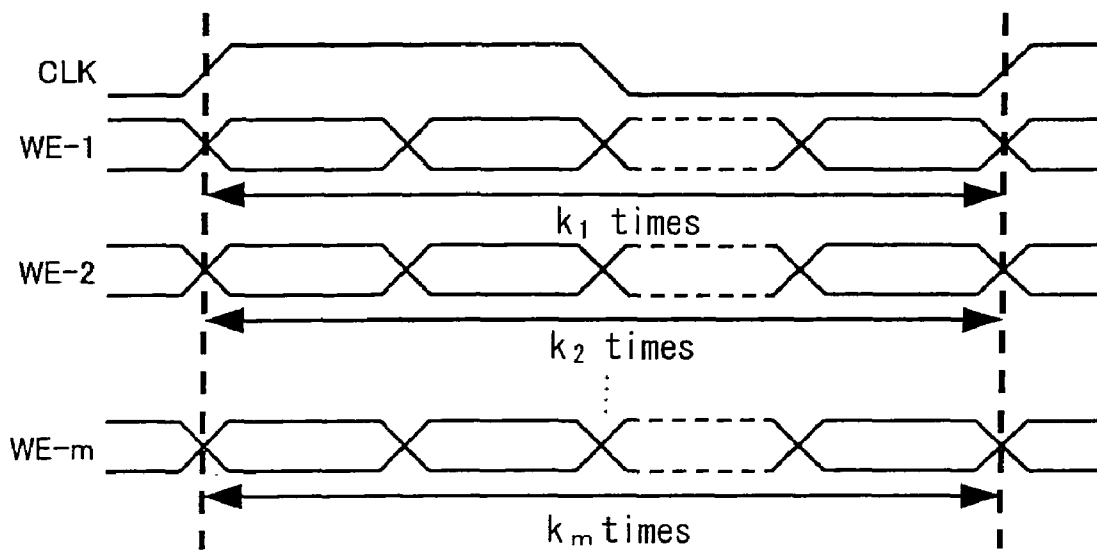 CLK
WE-1
k₁ times
WE-2
k₂ times
WE-m
kₘ times